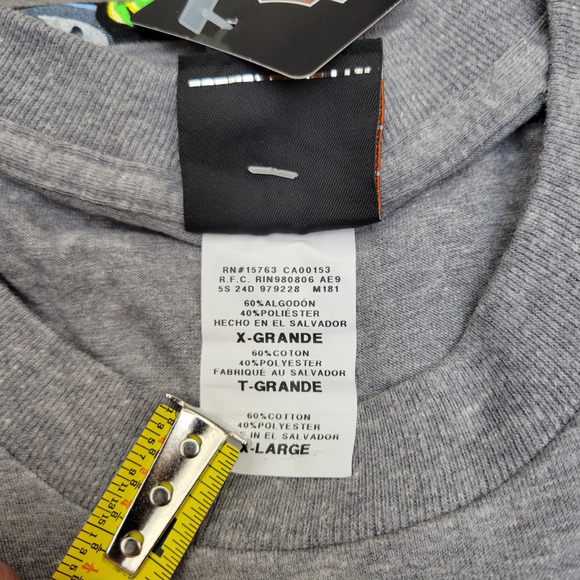 RN#15763 CA00153
R.F.C. RIN980806 AE9
5S 24D 979228 M181
60%ALGODÓN
40%POLIÉSTER
HECHO EN EL SALVADOR
X-GRANDE
60%COTON
40%POLYESTER
FABRIQUE AU SALVADOR
T-GRANDE
60%COTTON
40%POLYESTER
IN EL SALVADOR
X-LARGE